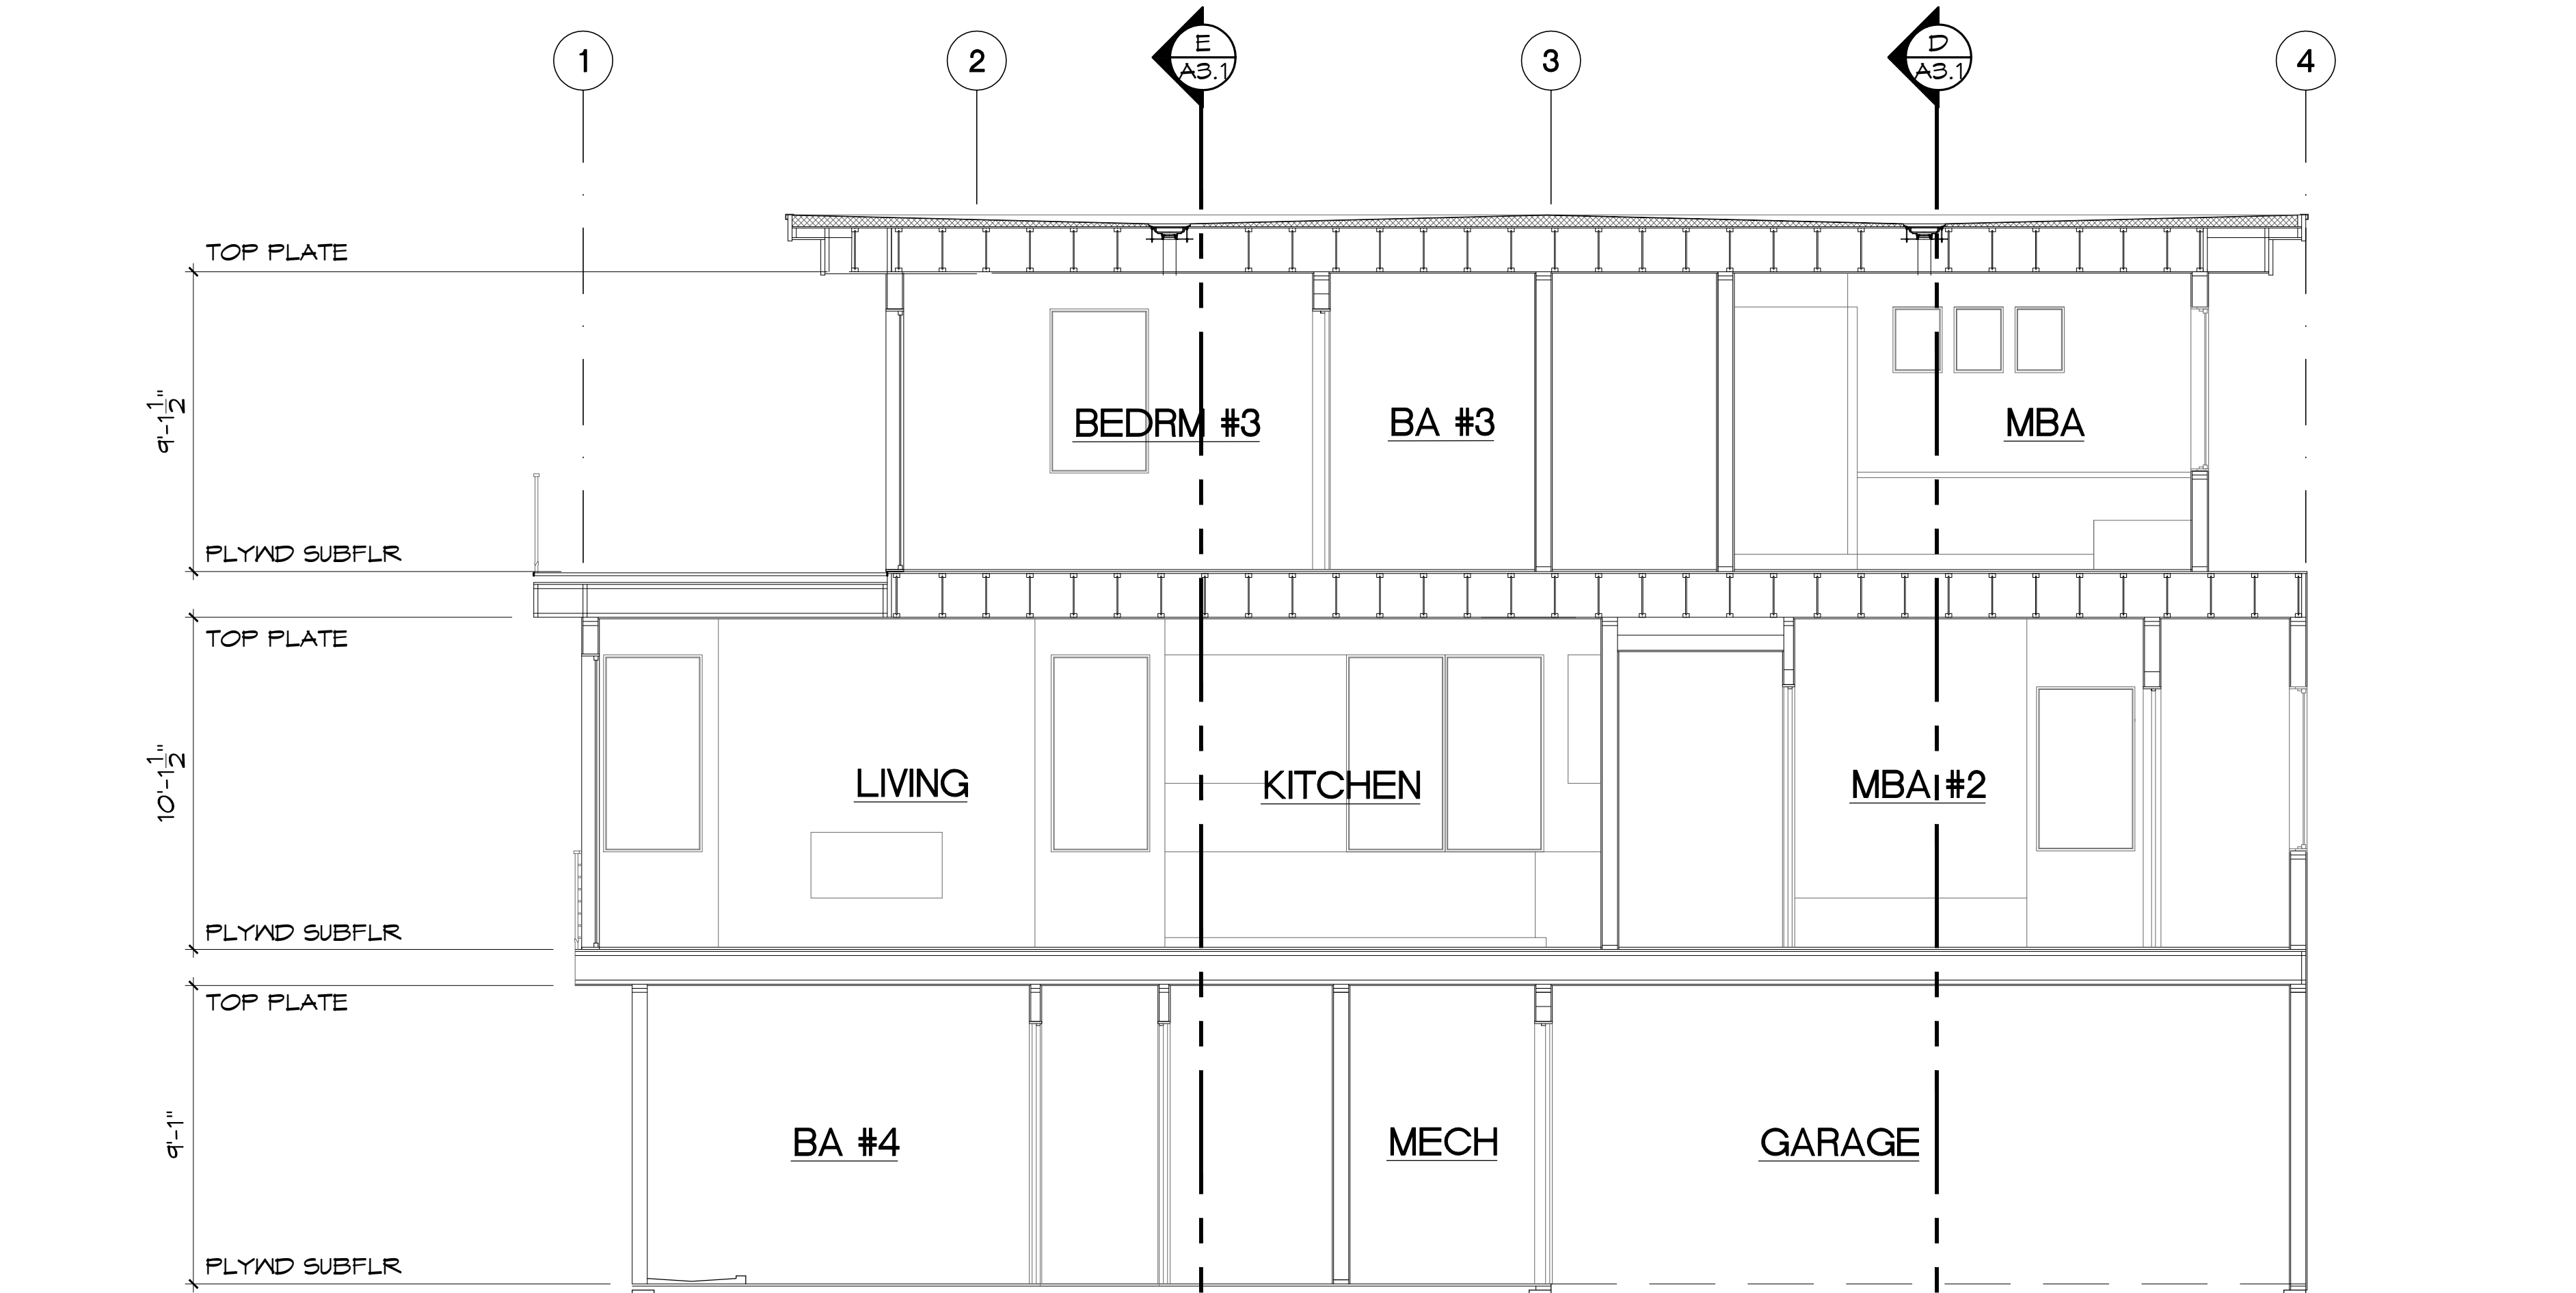 1
2
E
A3.1
3
D
A3.1
4
TOP PLATE
9'-1 1/2"
BEDRM #3
BA #3
MBA
PLYWD SUBFLR
TOP PLATE
10'-1 1/2"
LIVING
KITCHEN
MBA #2
PLYWD SUBFLR
TOP PLATE
9'-1"
BA #4
MECH
GARAGE
PLYWD SUBFLR